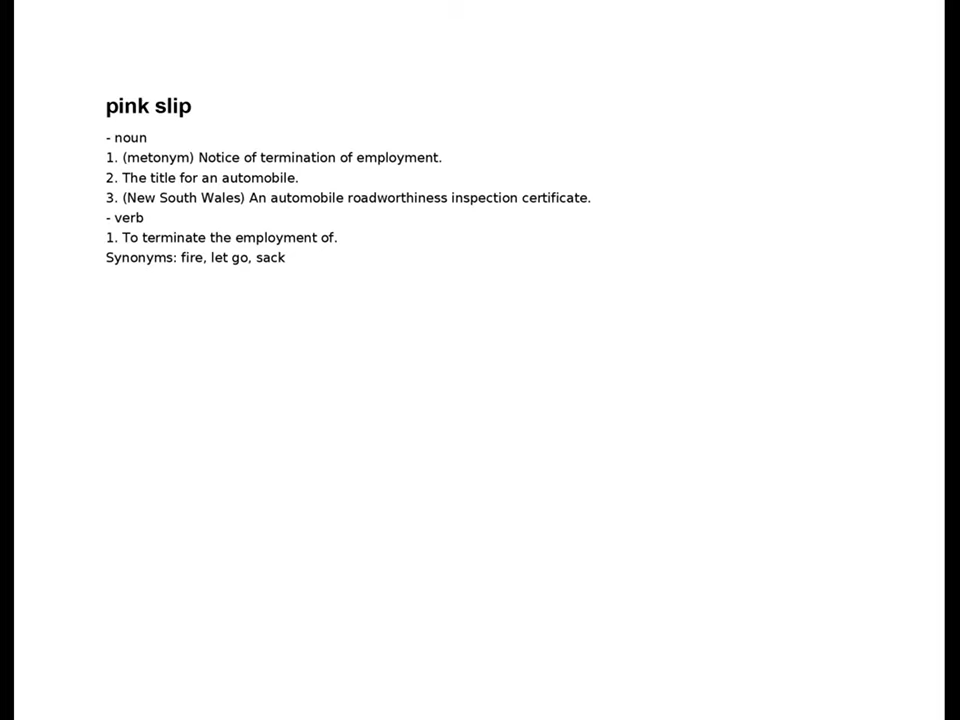 pink slip
- noun
1. (metonym) Notice of termination of employment.
2. The title for an automobile.
3. (New South Wales) An automobile roadworthiness inspection certificate.
- verb
1. To terminate the employment of.
Synonyms: fire, let go, sack